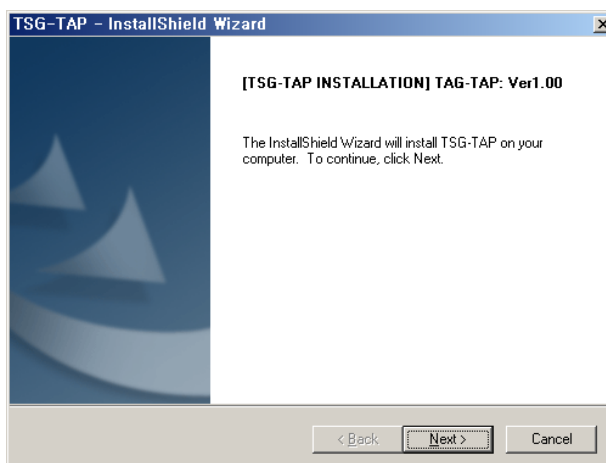 TSG-TAP - InstallShield Wizard
[TSG-TAP INSTALLATION] TAG-TAP: Ver1.00
The InstallShield Wizard will install TSG-TAP on your
computer. To continue, click Next.
< Back
Next >
Cancel